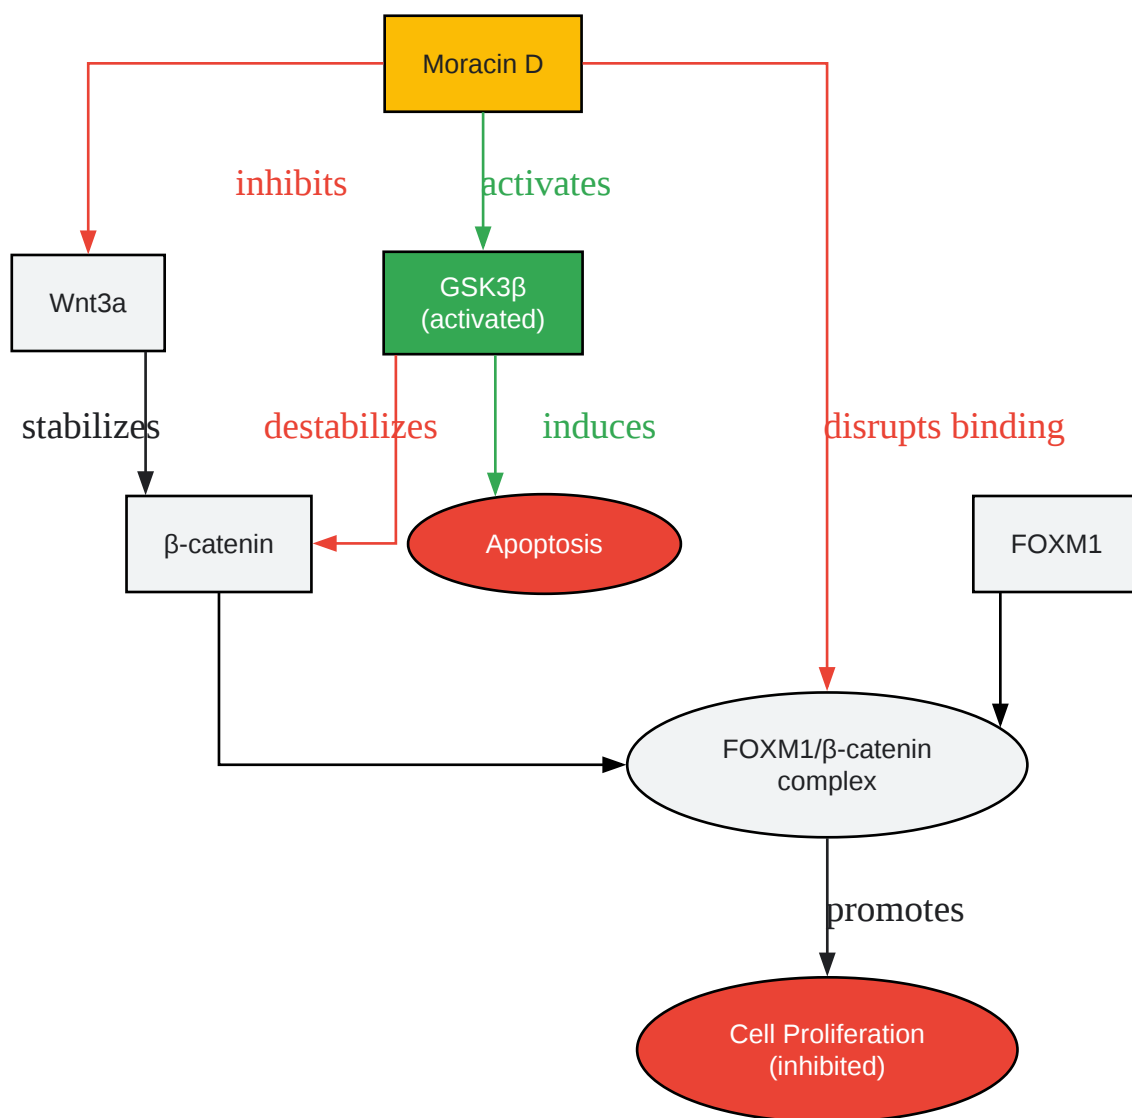 Moracin D
inhibits
activates
Wnt3a
GSK3β
(activated)
stabilizes
destabilizes
induces
disrupts binding
β-catenin
Apoptosis
FOXM1
FOXM1/β-catenin
complex
promotes
Cell Proliferation
(inhibited)